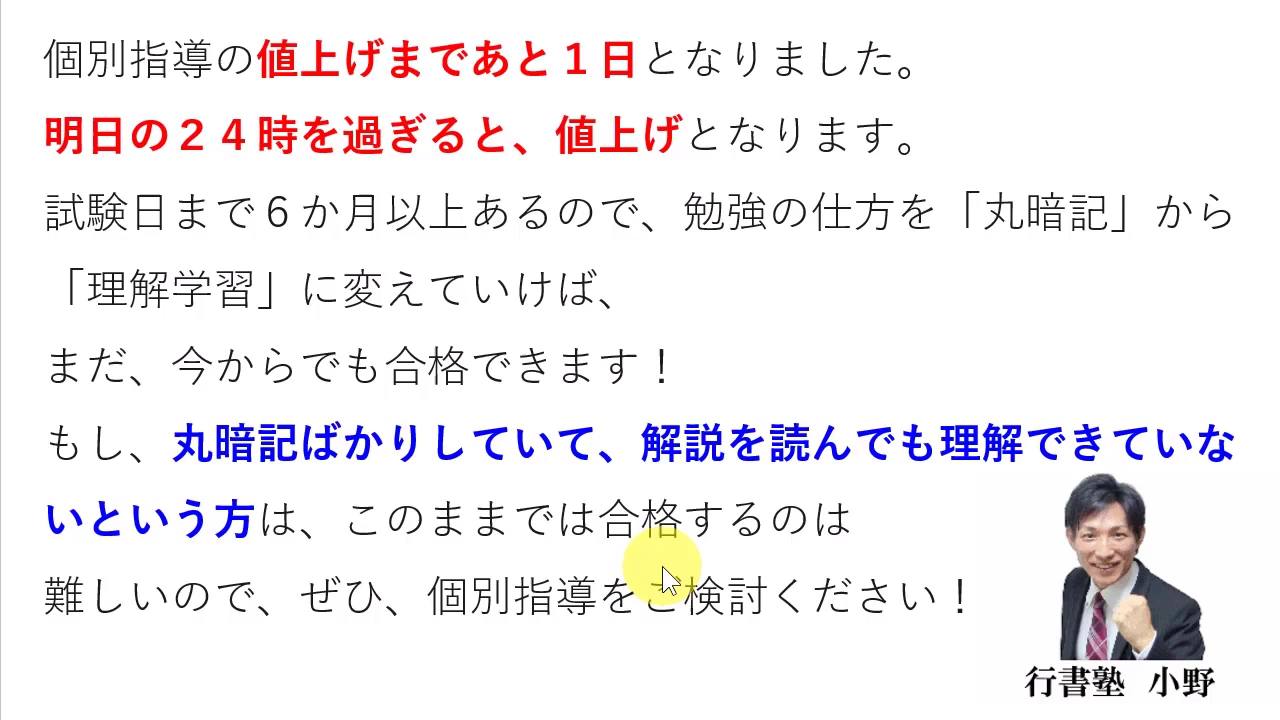 個別指導の値上げまであと１日となりました。
明日の２４時を過ぎると、値上げとなります。
試験日まで６か月以上あるので、勉強の仕方を「丸暗記」から
「理解学習」に変えていけば、
まだ、今からでも合格できます！
もし、丸暗記ばかりしていて、解説を読んでも理解できていな
いという方は、このままでは合格するのは
難しいので、ぜひ、個別指導をご検討ください！
行書塾 小野